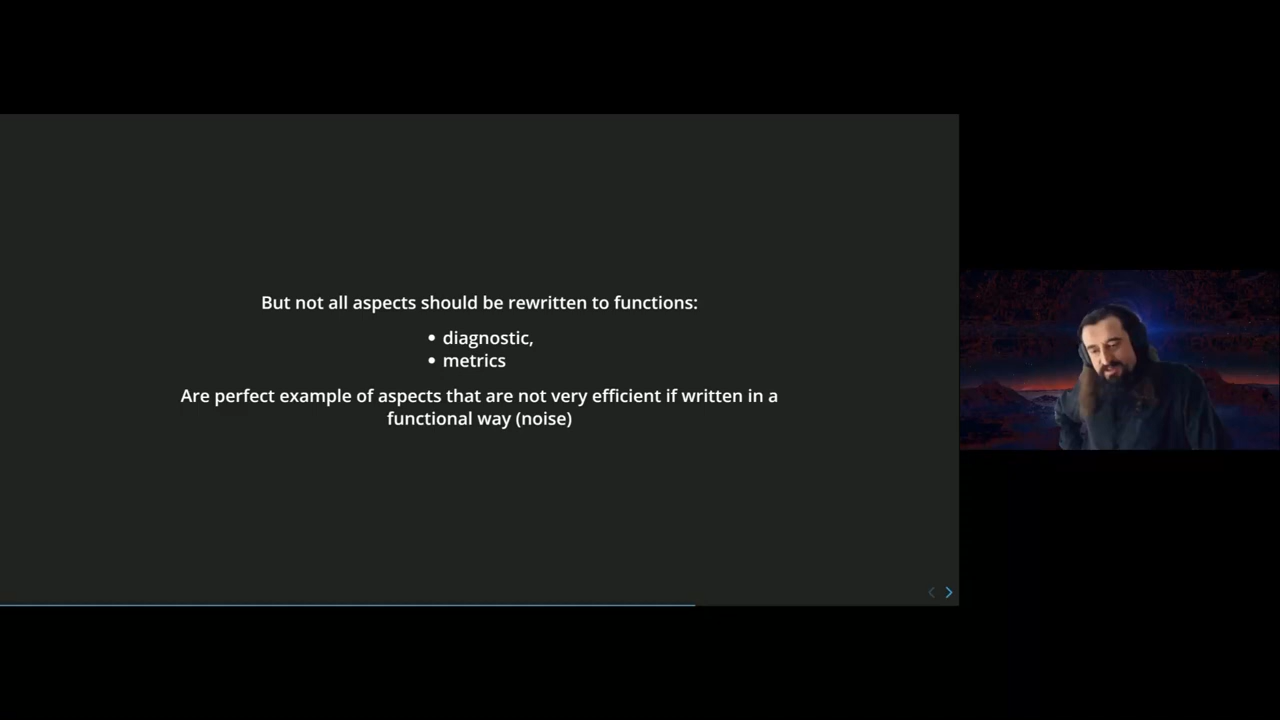 But not all aspects should be rewritten to functions:
• diagnostic,
• metrics
Are perfect example of aspects that are not very efficient if written in a
functional way (noise)